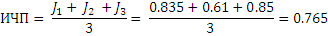 ИЧП = (J₁ + J₂ + J₃)/3 = (0.835 + 0.61 + 0.85)/3 = 0.765